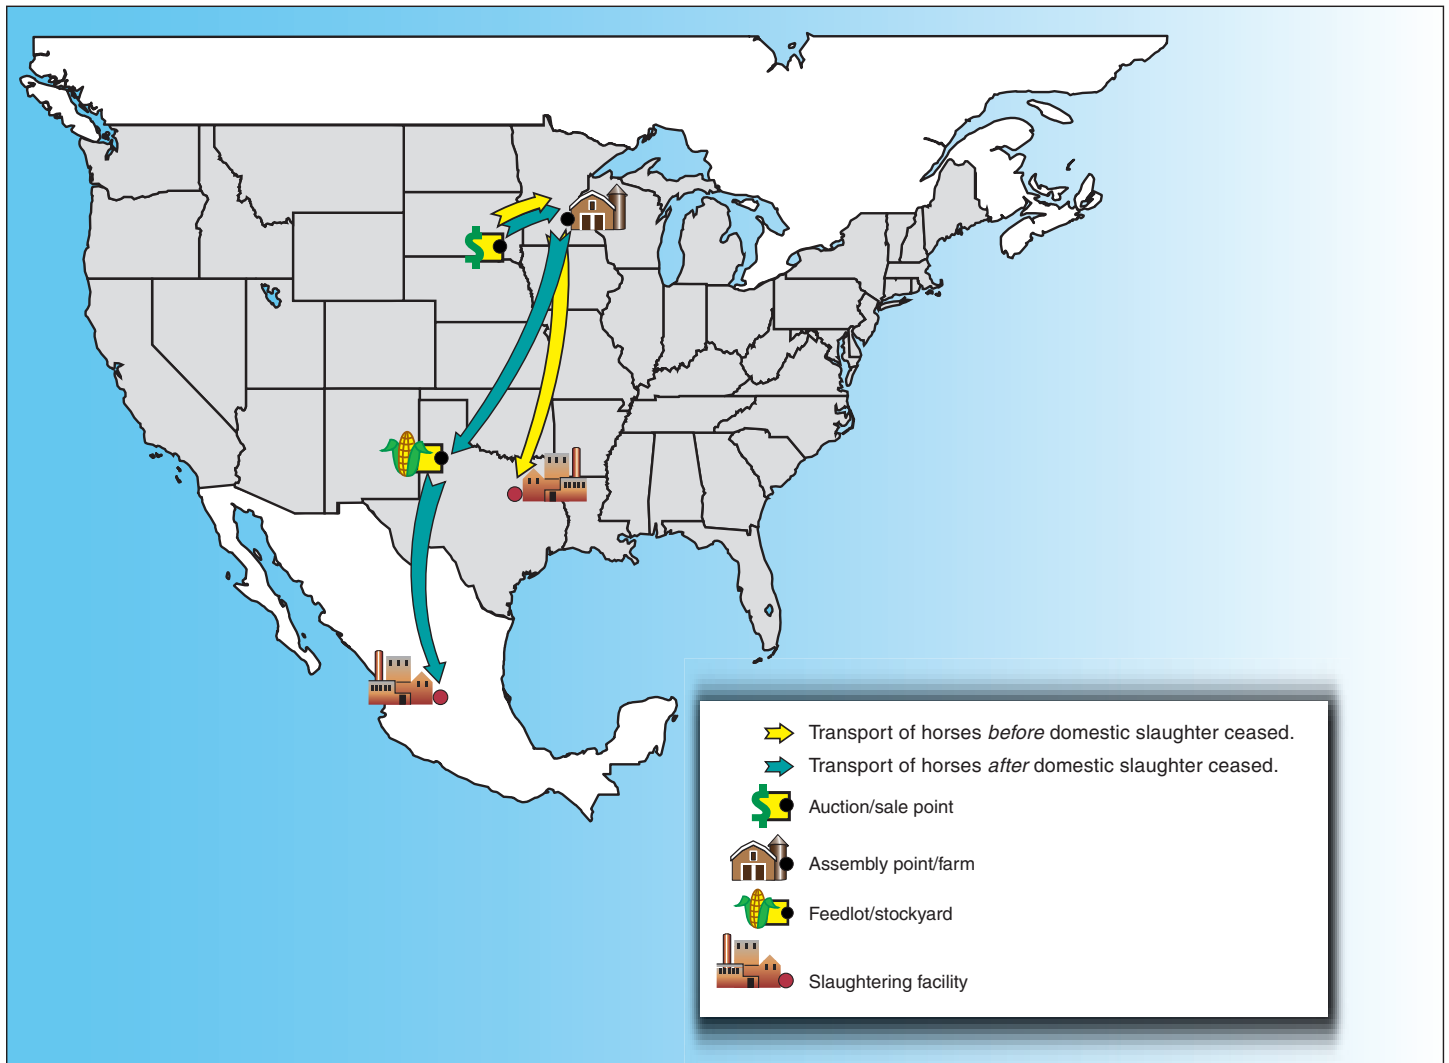 Transport of horses before domestic slaughter ceased.
Transport of horses after domestic slaughter ceased.
Auction/sale point
Assembly point/farm
Feedlot/stockyard
Slaughtering facility